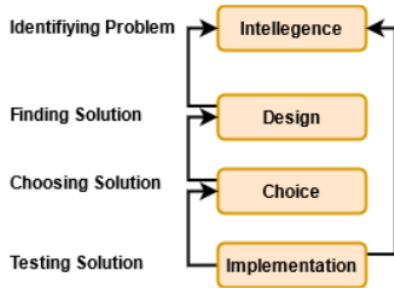 Identifiying Problem
Intellegence
Finding Solution
Design
Choosing Solution
Choice
Testing Solution
Implementation